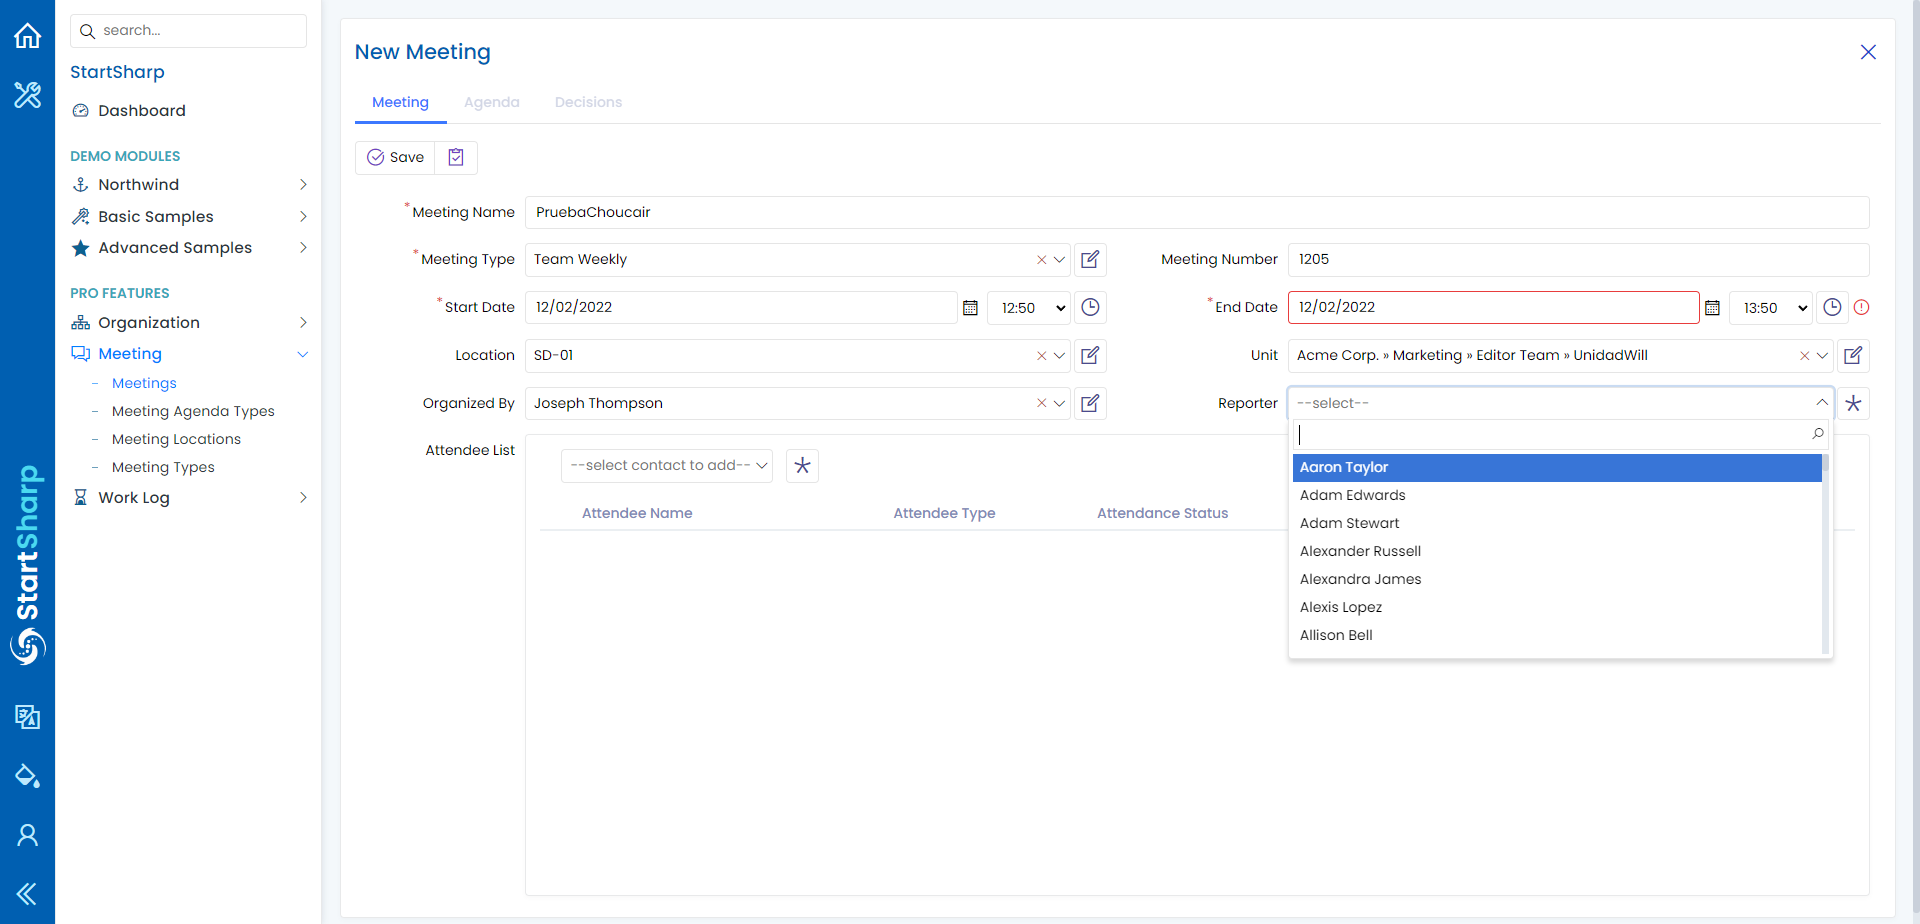 search...
StartSharp
Dashboard
DEMO MODULES
Northwind
Basic Samples
Advanced Samples
PRO FEATURES
Organization
Meeting
Meetings
Meeting Agenda Types
Meeting Locations
Meeting Types
Work Log
StartSharp
New Meeting
Meeting Agenda Decisions
Save
*Meeting Name PruebaChoucair
*Meeting Type Team Weekly Meeting Number 1205
*Start Date 12/02/2022 12:50 *End Date 12/02/2022 13:50
Location SD-01 Unit Acme Corp. » Marketing » Editor Team » UnidadWill
Organized By Joseph Thompson Reporter --select--
Attendee List
--select contact to add--
Attendee Name Attendee Type Attendance Status
Aaron Taylor
Adam Edwards
Adam Stewart
Alexander Russell
Alexandra James
Alexis Lopez
Allison Bell